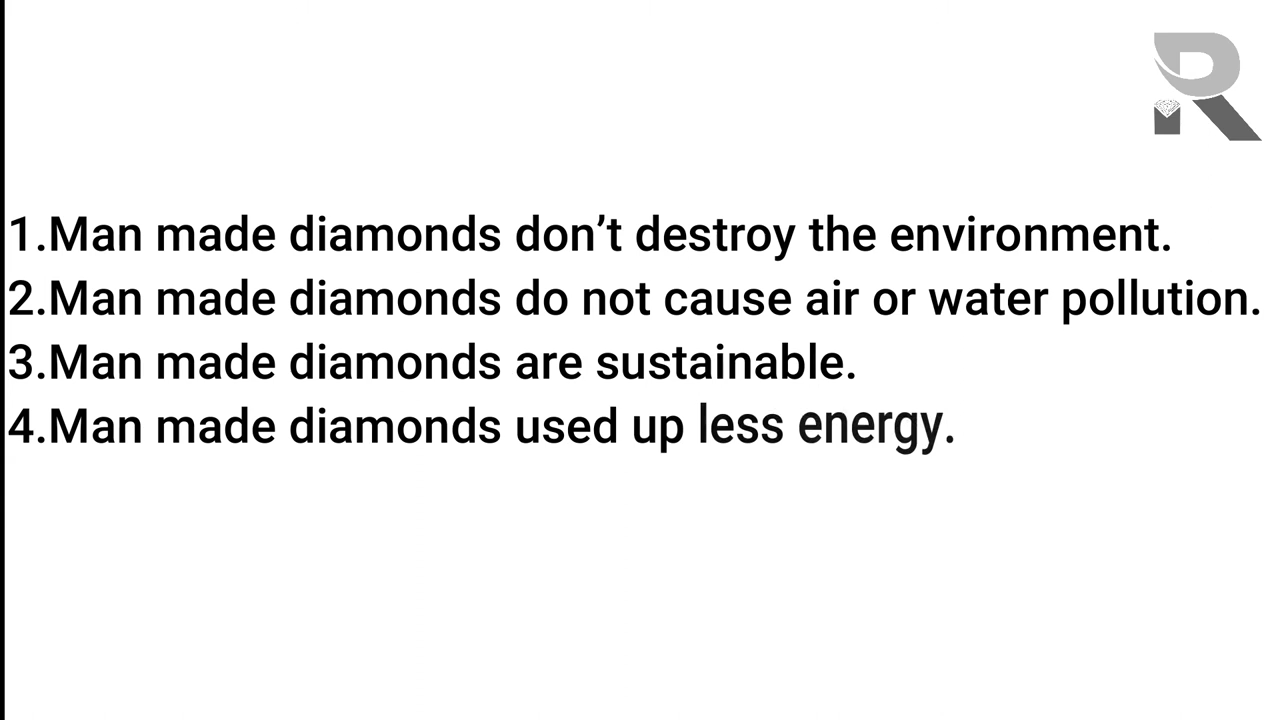 1.Man made diamonds don’t destroy the environment.
2.Man made diamonds do not cause air or water pollution.
3.Man made diamonds are sustainable.
4.Man made diamonds used up less energy.